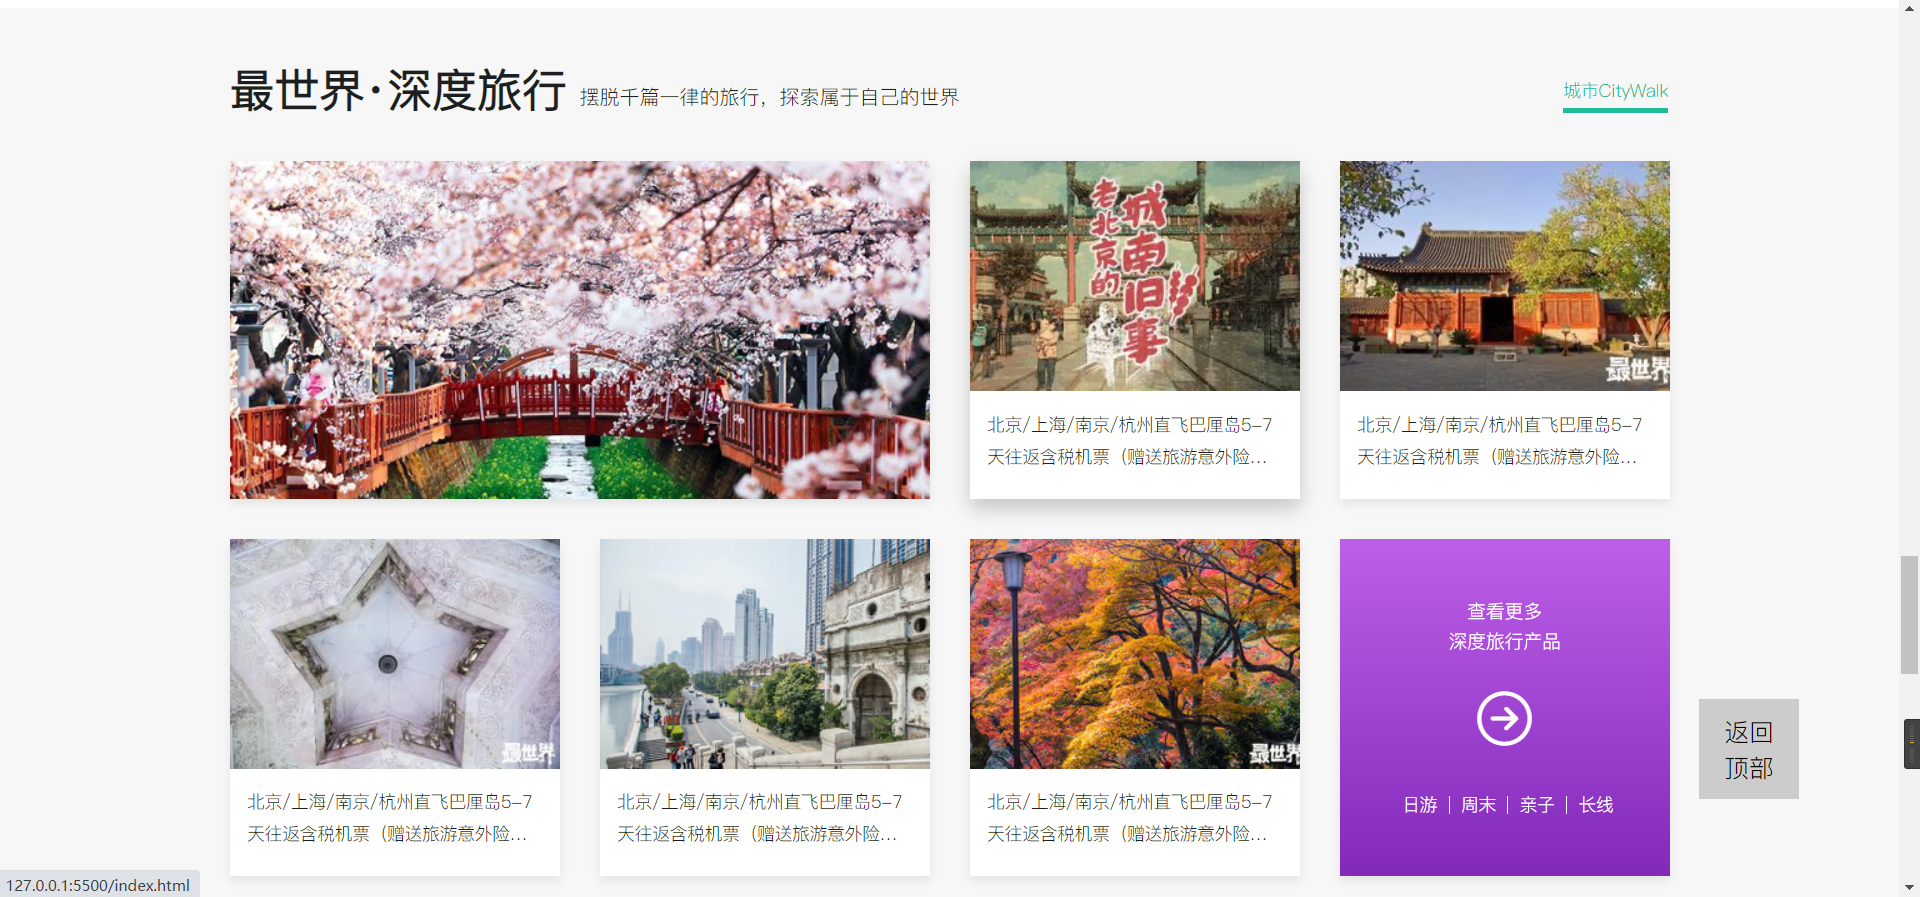 最世界·深度旅行 摆脱千篇一律的旅行，探索属于自己的世界
城市CityWalk
老北京的
城南旧事
最世界
北京/上海/南京/杭州直飞巴厘岛5-7
天往返含税机票（赠送旅游意外险...
北京/上海/南京/杭州直飞巴厘岛5-7
天往返含税机票（赠送旅游意外险...
最世界
最世界
查看更多
深度旅行产品
日游 | 周末 | 亲子 | 长线
北京/上海/南京/杭州直飞巴厘岛5-7
天往返含税机票（赠送旅游意外险...
北京/上海/南京/杭州直飞巴厘岛5-7
天往返含税机票（赠送旅游意外险...
北京/上海/南京/杭州直飞巴厘岛5-7
天往返含税机票（赠送旅游意外险...
返回
顶部
127.0.0.1:5500/index.html